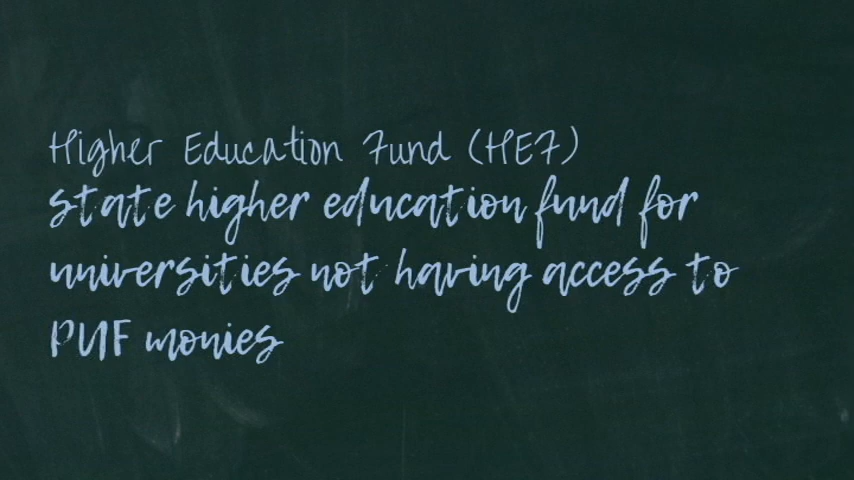 Higher Education Fund (HEF)
state higher education fund for
universities not having access to
PUF monies